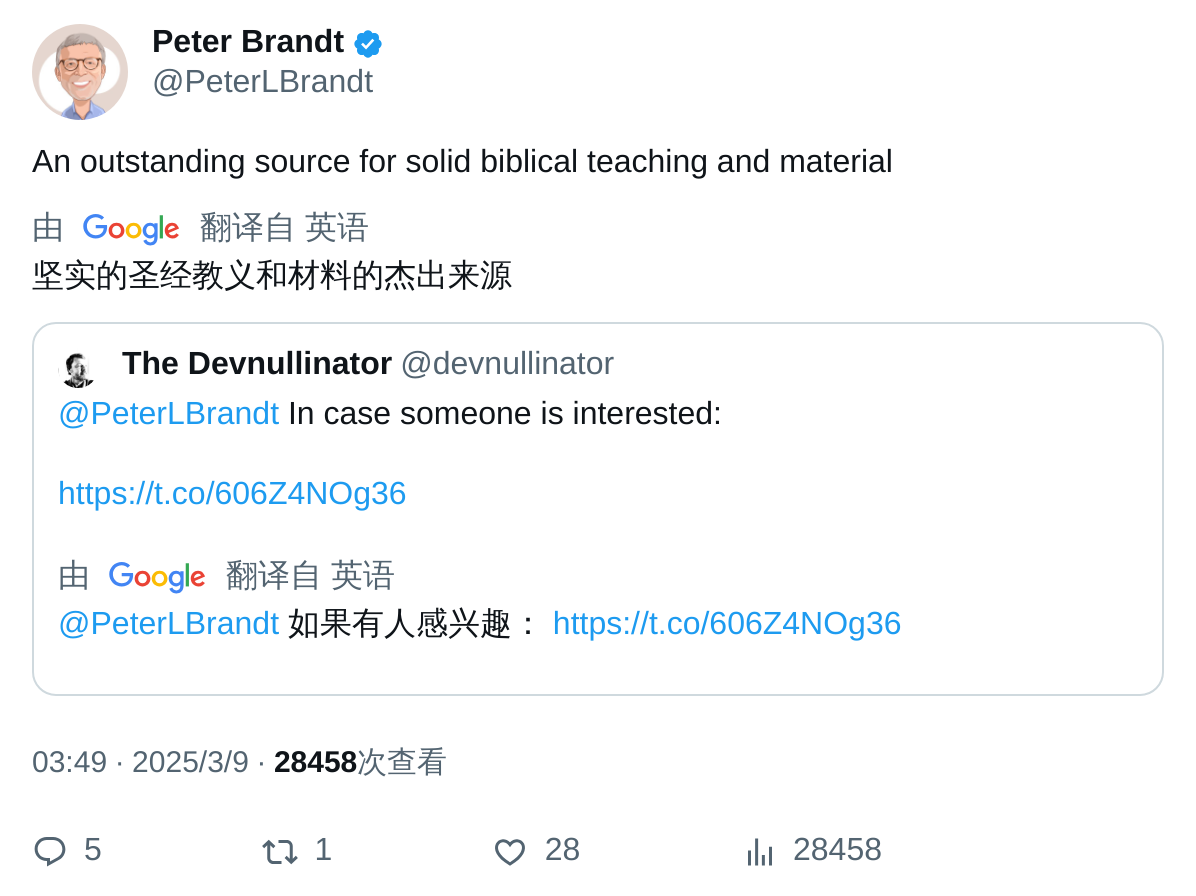 Peter Brandt
@PeterLBrandt
An outstanding source for solid biblical teaching and material
由 Google 翻译自 英语
坚实的圣经教义和材料的杰出来源
The Devnullinator @devnullinator
@PeterLBrandt In case someone is interested:
https://t.co/606Z4NOg36
由 Google 翻译自 英语
@PeterLBrandt 如果有人感兴趣： https://t.co/606Z4NOg36
03:49 · 2025/3/9 · 28458次查看
5 1 28 28458